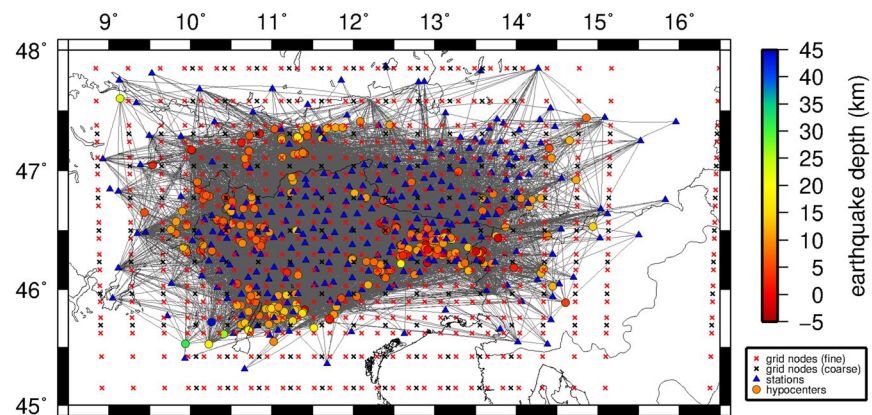 9° 10° 11° 12° 13° 14° 15° 16°
48°
47°
46°
45°
45
40
35
30
25
20
15
10
5
0
−5
earthquake depth (km)
grid nodes (fine)
grid nodes (coarse)
stations
hypocenters